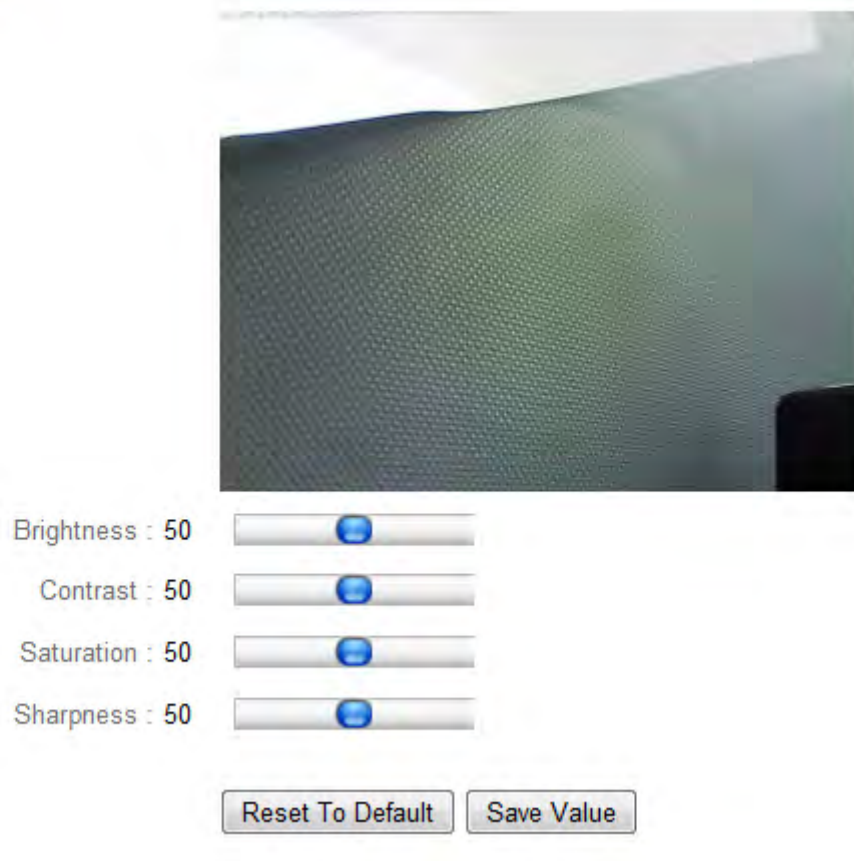 Brightness : 50
Contrast : 50
Saturation : 50
Sharpness : 50
Reset To Default Save Value